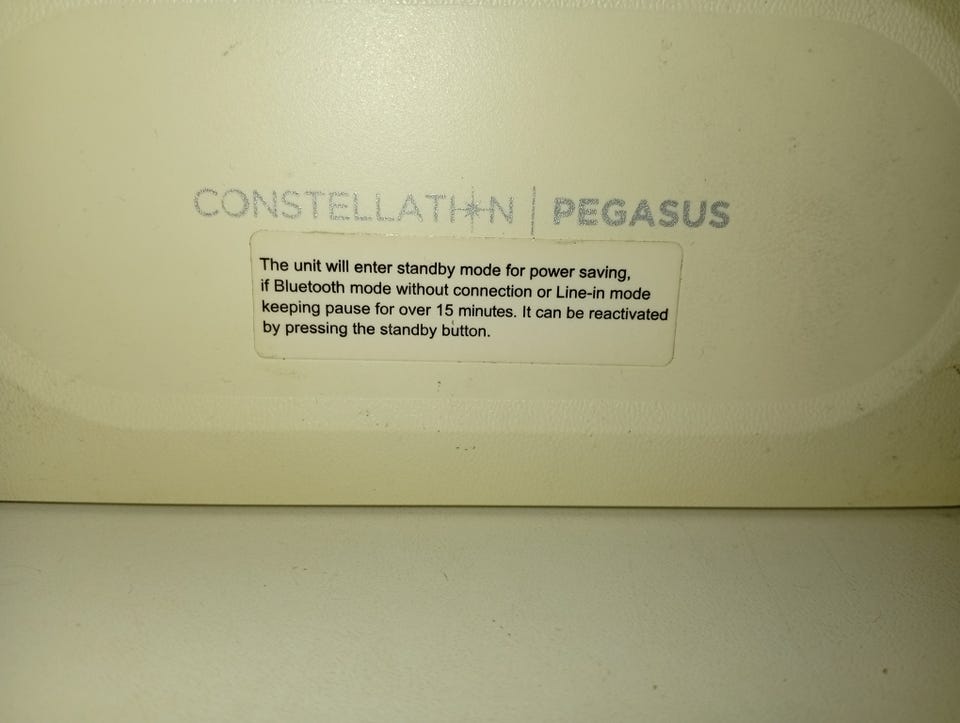 CONSTELLATION | PEGASUS
The unit will enter standby mode for power saving,
if Bluetooth mode without connection or Line-in mode
keeping pause for over 15 minutes. It can be reactivated
by pressing the standby button.